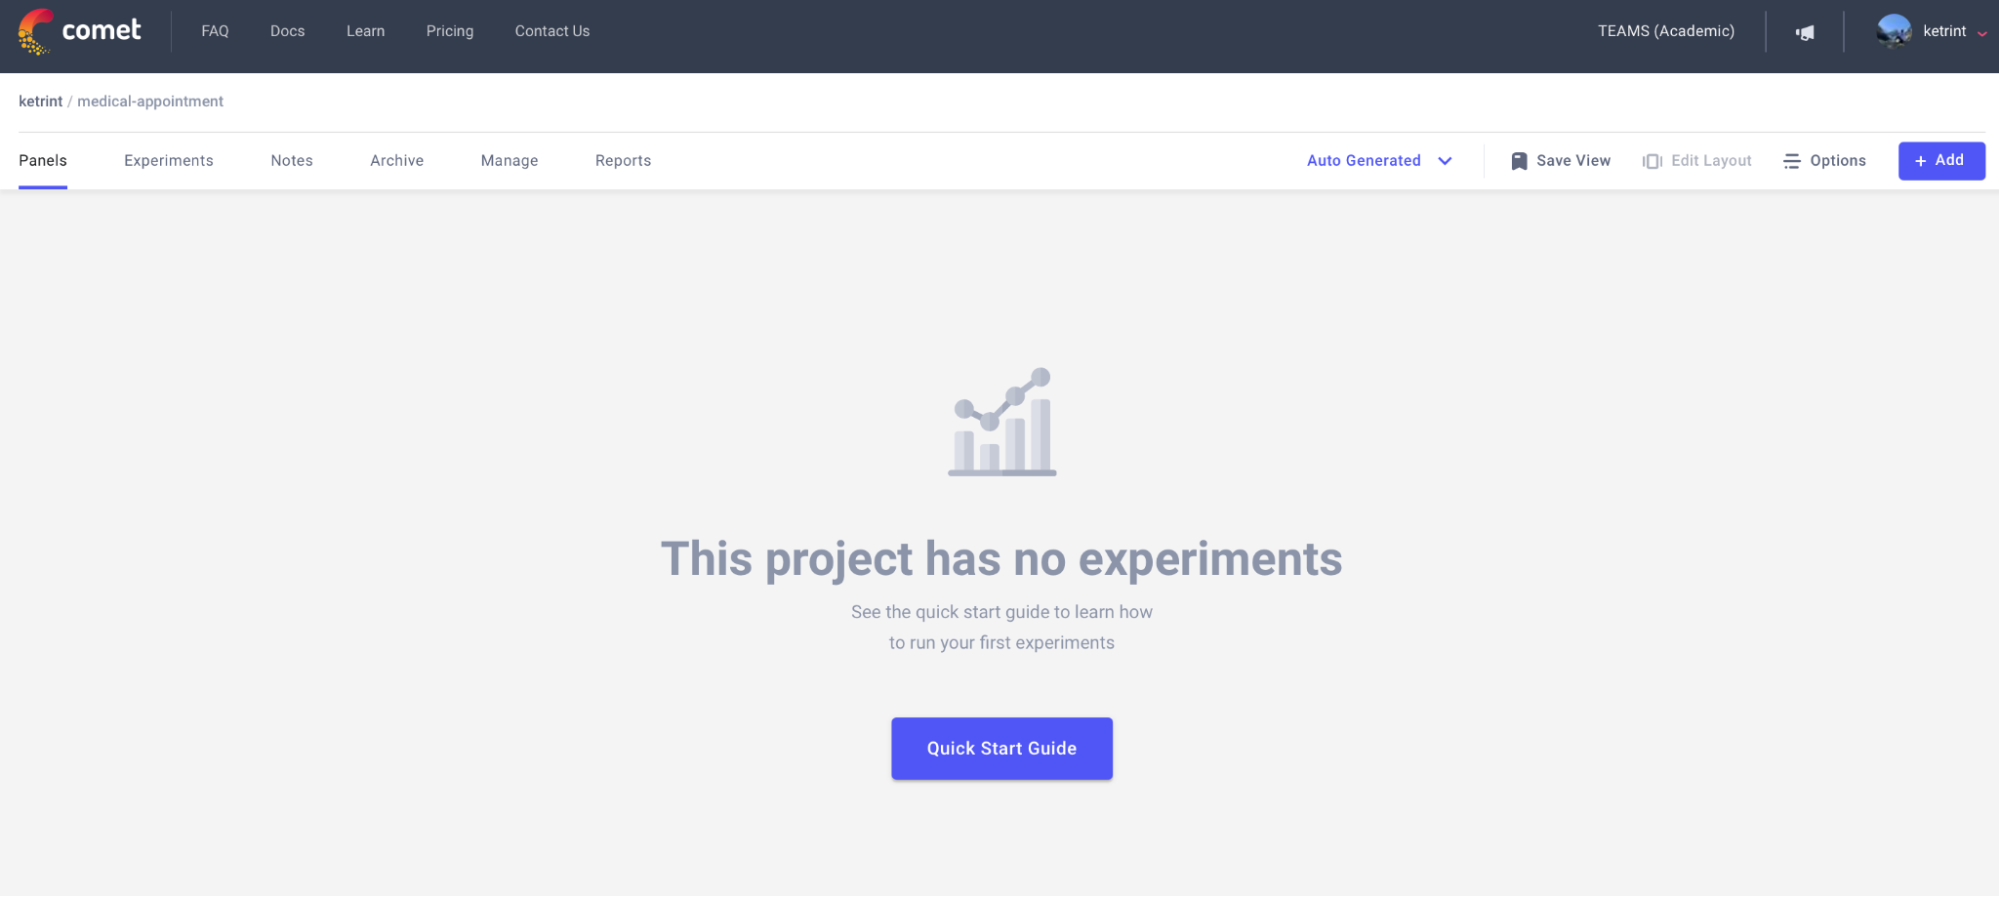 comet FAQ Docs Learn Pricing Contact Us TEAMS (Academic) ketrint
ketrint / medical-appointment
Panels Experiments Notes Archive Manage Reports Auto Generated Save View Edit Layout Options + Add
This project has no experiments
See the quick start guide to learn how
to run your first experiments
Quick Start Guide